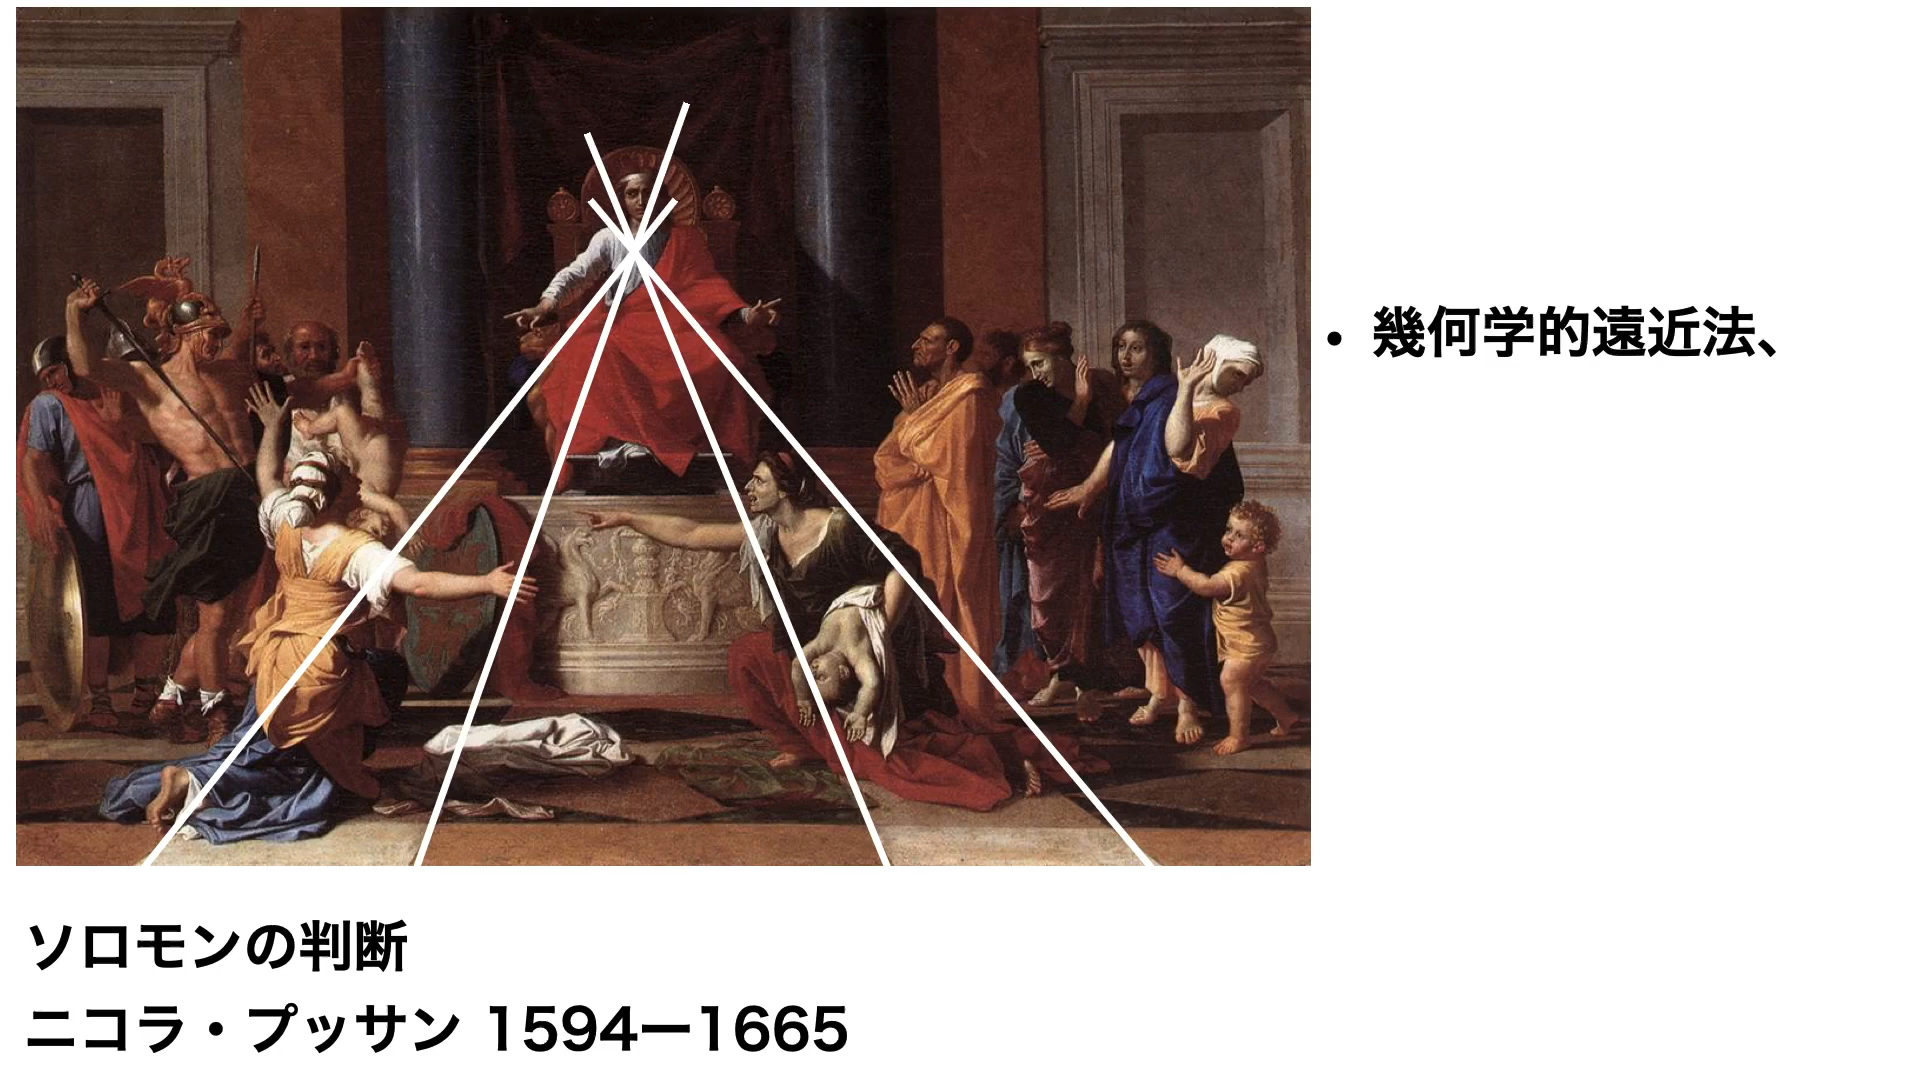 • 幾何学的遠近法、
ソロモンの判断
ニコラ・プッサン 1594ー1665